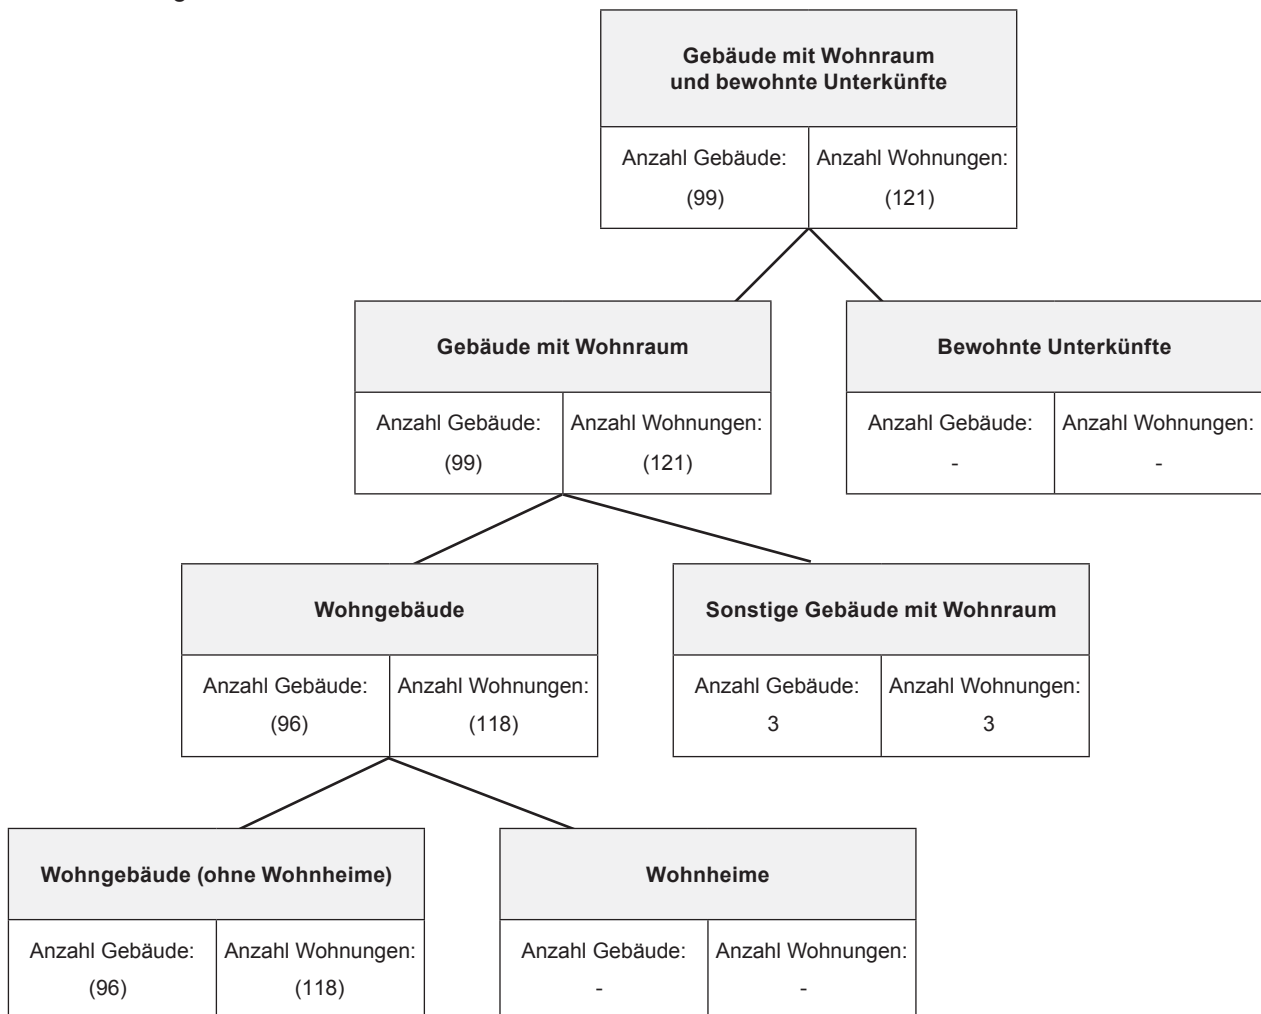 Gebäude mit Wohnraum
und bewohnte Unterkünfte
Anzahl Gebäude: Anzahl Wohnungen:
(99) (121)
Gebäude mit Wohnraum Bewohnte Unterkünfte
Anzahl Gebäude: Anzahl Wohnungen: Anzahl Gebäude: Anzahl Wohnungen:
(99) (121) - -
Wohngebäude Sonstige Gebäude mit Wohnraum
Anzahl Gebäude: Anzahl Wohnungen: Anzahl Gebäude: Anzahl Wohnungen:
(96) (118) 3 3
Wohngebäude (ohne Wohnheime) Wohnheime
Anzahl Gebäude: Anzahl Wohnungen: Anzahl Gebäude: Anzahl Wohnungen:
(96) (118) - -